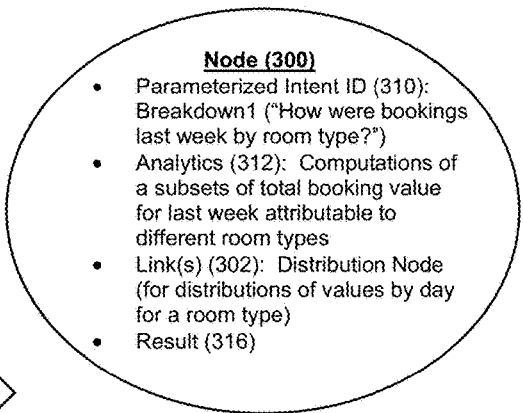 Node (300)
• Parameterized Intent ID (310):
Breakdown1 ("How were bookings
last week by room type?")
• Analytics (312): Computations of
a subsets of total booking value
for last week attributable to
different room types
• Link(s) (302): Distribution Node
(for distributions of values by day
for a room type)
• Result (316)